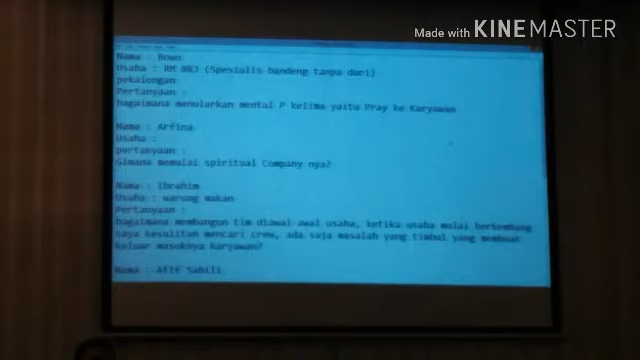 Made with KINEMASTER
Nama : Bowo
Usaha : RM BBJ (Spesialis bandeng tanpa duri)
pekalongan
Pertanyaan :
bagaimana menularkan mental P kelima yaitu Pray ke Karyawan
Nama : Arfina
Usaha :
pertanyaan :
Gimana memulai spiritual Company nya?
Nama : Ibrahim
Usaha : warung makan
Pertanyaan :
bagaimana membangun tim diawal awal usaha, ketika usaha mulai berkembang
saya kesulitan mencari crew, ada saja masalah yang timbul yang membuat
keluar masuknya karyawan?
Nama : Afif Sabili